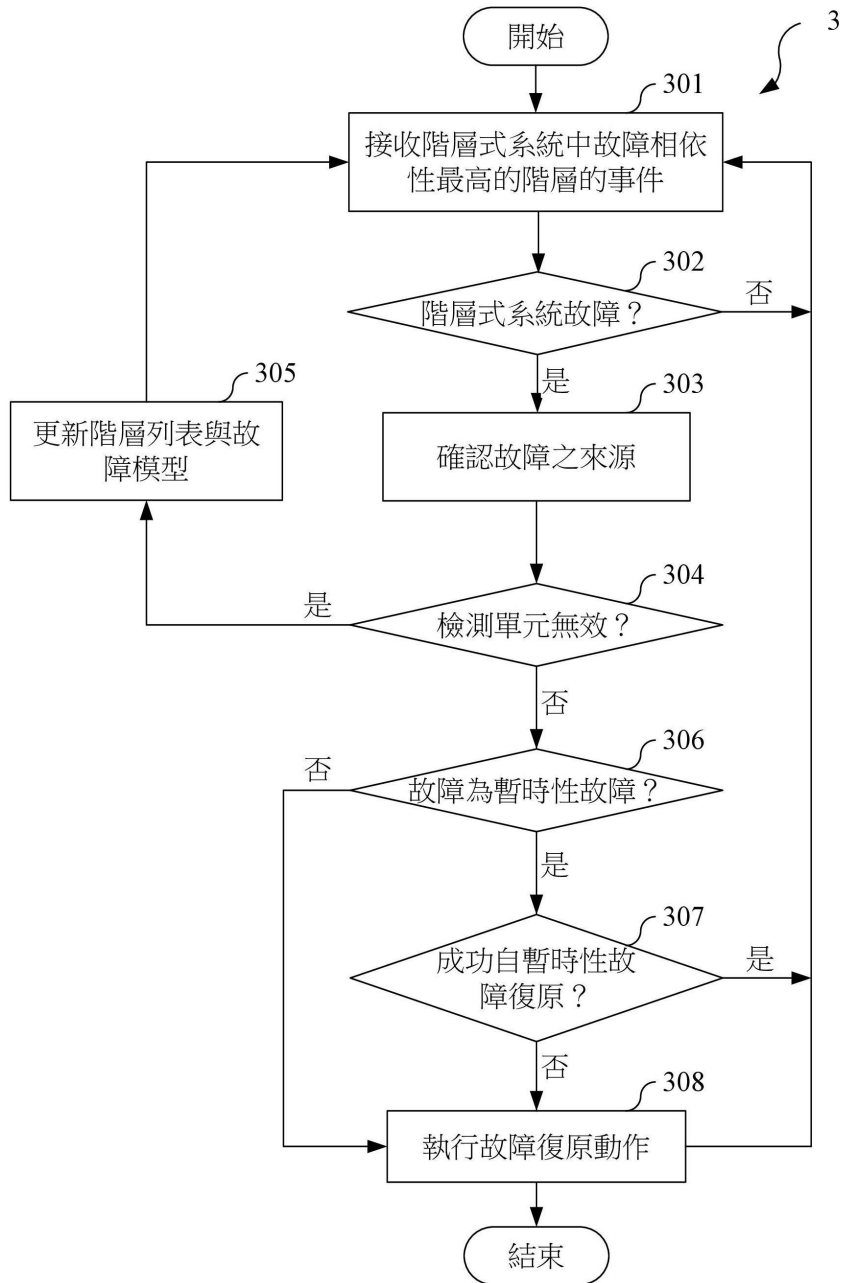 開始
3
301
接收階層式系統中故障相依
性最高的階層的事件
302
階層式系統故障？
否
是
303
確認故障之來源
305
更新階層列表與故
障模型
304
檢測單元無效？
是
否
306
故障為暫時性故障？
否
是
307
成功自暫時性故
障復原？
是
否
308
執行故障復原動作
結束